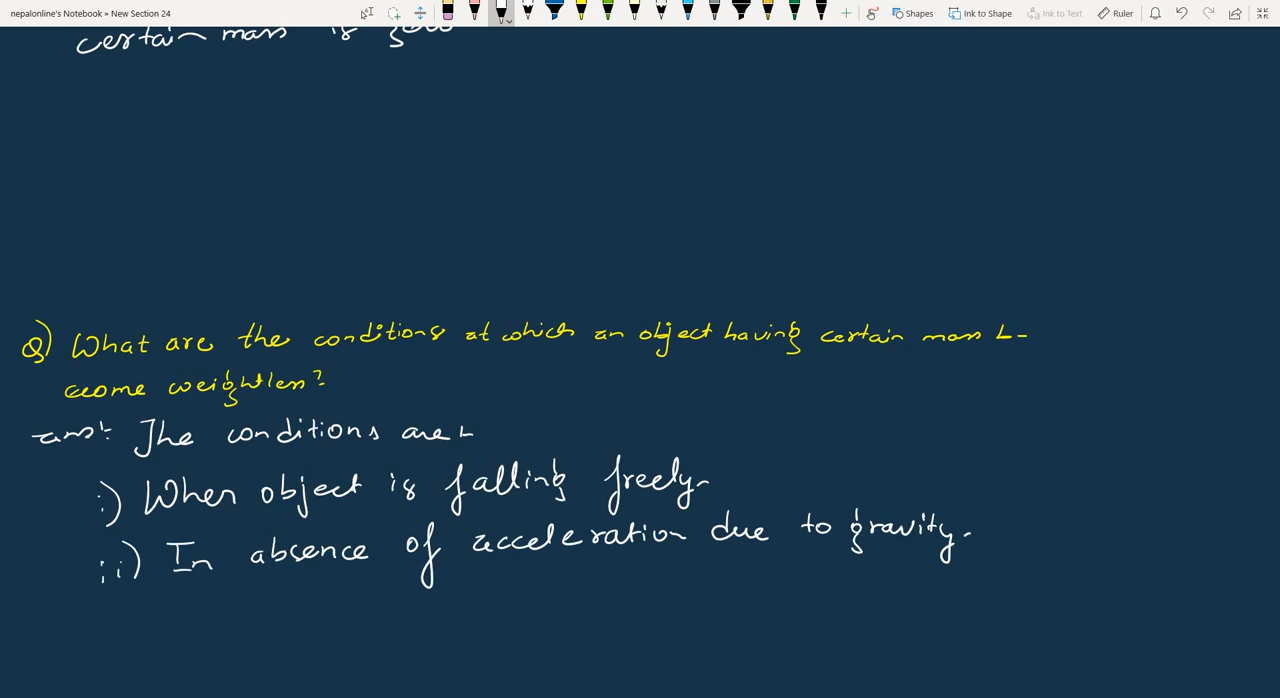 nepalonline's Notebook » New Section 24
Shapes Ink to Shape Ink to Text Ruler
certain mass is zero
Q) What are the conditions at which an object having certain mass be-
come weightless?
ans: The conditions are:
i) When object is falling freely.
ii) In absence of acceleration due to gravity.